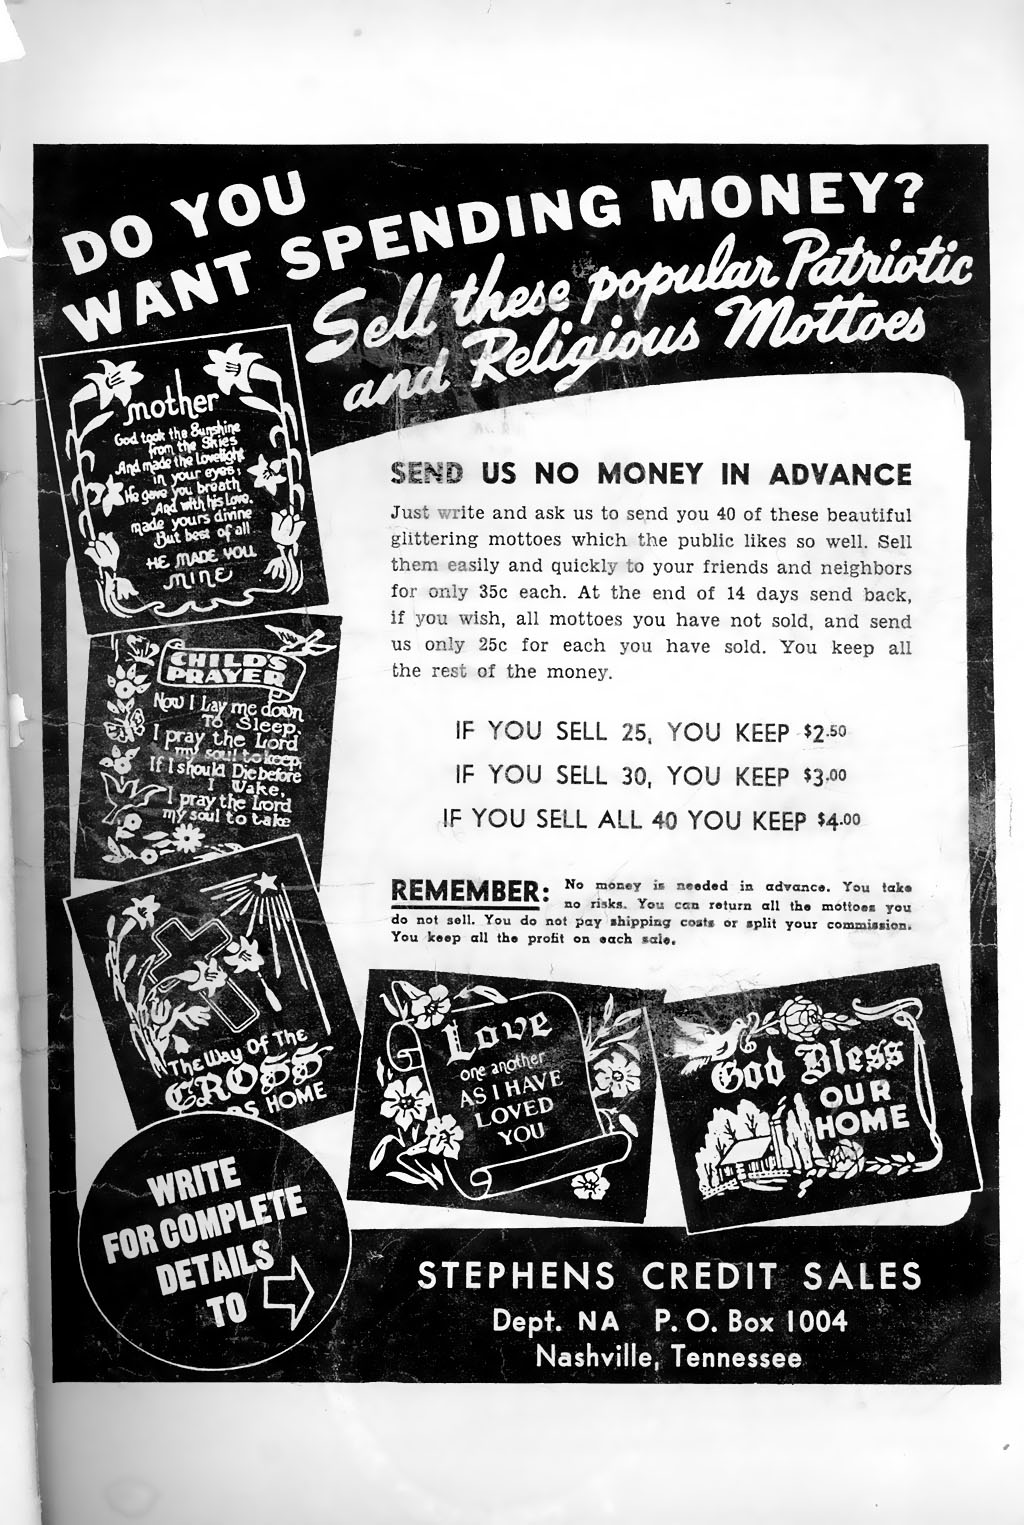 DO YOU
WANT SPENDING MONEY?
Sell these popular Patriotic
and Religious Mottoes
mother
God took the Sunshine
from the Skies
And made the Lovelight
in your eyes;
He gave you breath
And with his Love.
made yours divine
But best of all
HE MADE YOU
MINE
CHILD'S
PRAYER
Now I Lay me down
To Sleep,
I pray the Lord
my soul to keep,
If I should Die before
I Wake,
I pray the Lord
my soul to take
The Way Of The
CROSS
DS HOME
SEND US NO MONEY IN ADVANCE
Just write and ask us to send you 40 of these beautiful
glittering mottoes which the public likes so well. Sell
them easily and quickly to your friends and neighbors
for only 35c each. At the end of 14 days send back,
if you wish, all mottoes you have not sold, and send
us only 25c for each you have sold. You keep all
the rest of the money.
IF YOU SELL 25, YOU KEEP $2.50
IF YOU SELL 30, YOU KEEP $3.00
IF YOU SELL ALL 40 YOU KEEP $4.00
REMEMBER: No money is needed in advance. You take
no risks. You can return all the mottoes you
do not sell. You do not pay shipping costs or split your commission.
You keep all the profit on each sale.
Love
one another
AS I HAVE
LOVED
YOU
God Bless
OUR
HOME
WRITE
FOR COMPLETE
DETAILS
TO
STEPHENS CREDIT SALES
Dept. NA P. O. Box 1004
Nashville, Tennessee